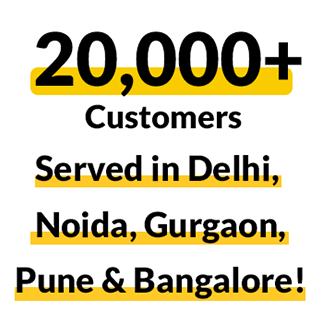 20,000+
Customers
Served in Delhi,
Noida, Gurgaon,
Pune & Bangalore!